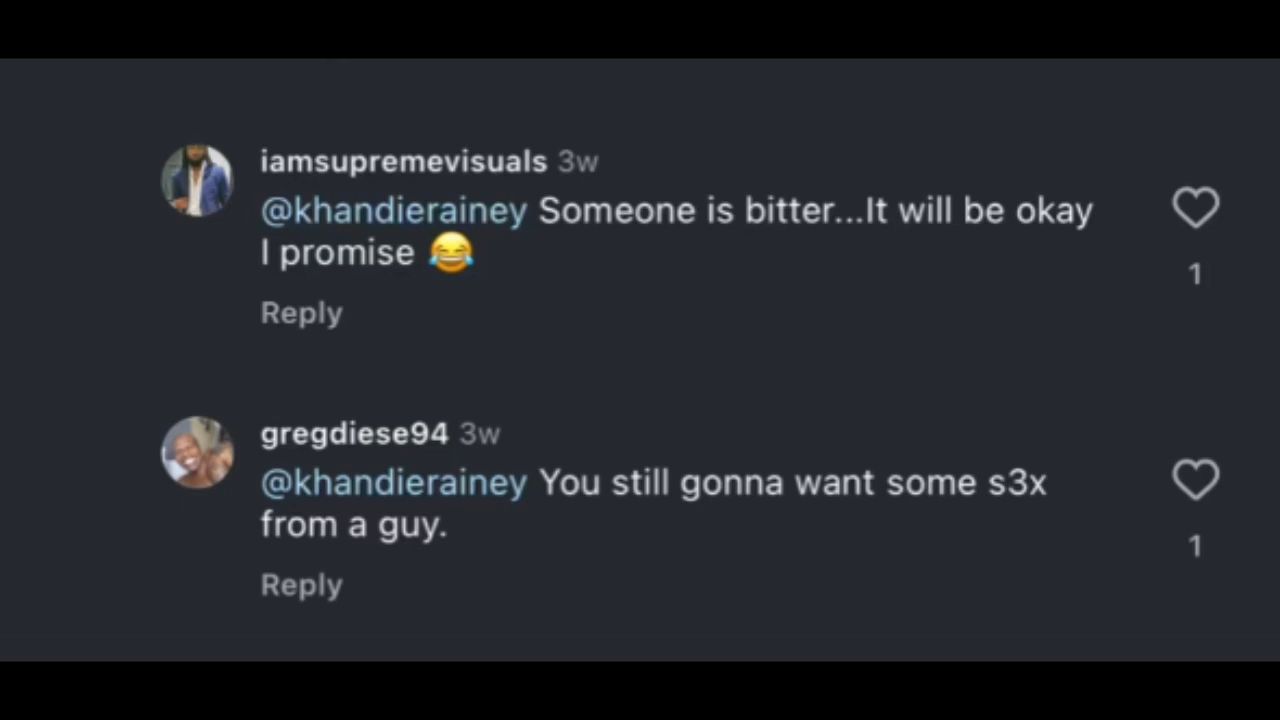 iamsupremevisuals 3w
@khandierainey Someone is bitter...It will be okay
I promise 😂
1
Reply
gregdiese94 3w
@khandierainey You still gonna want some s3x
from a guy.
1
Reply